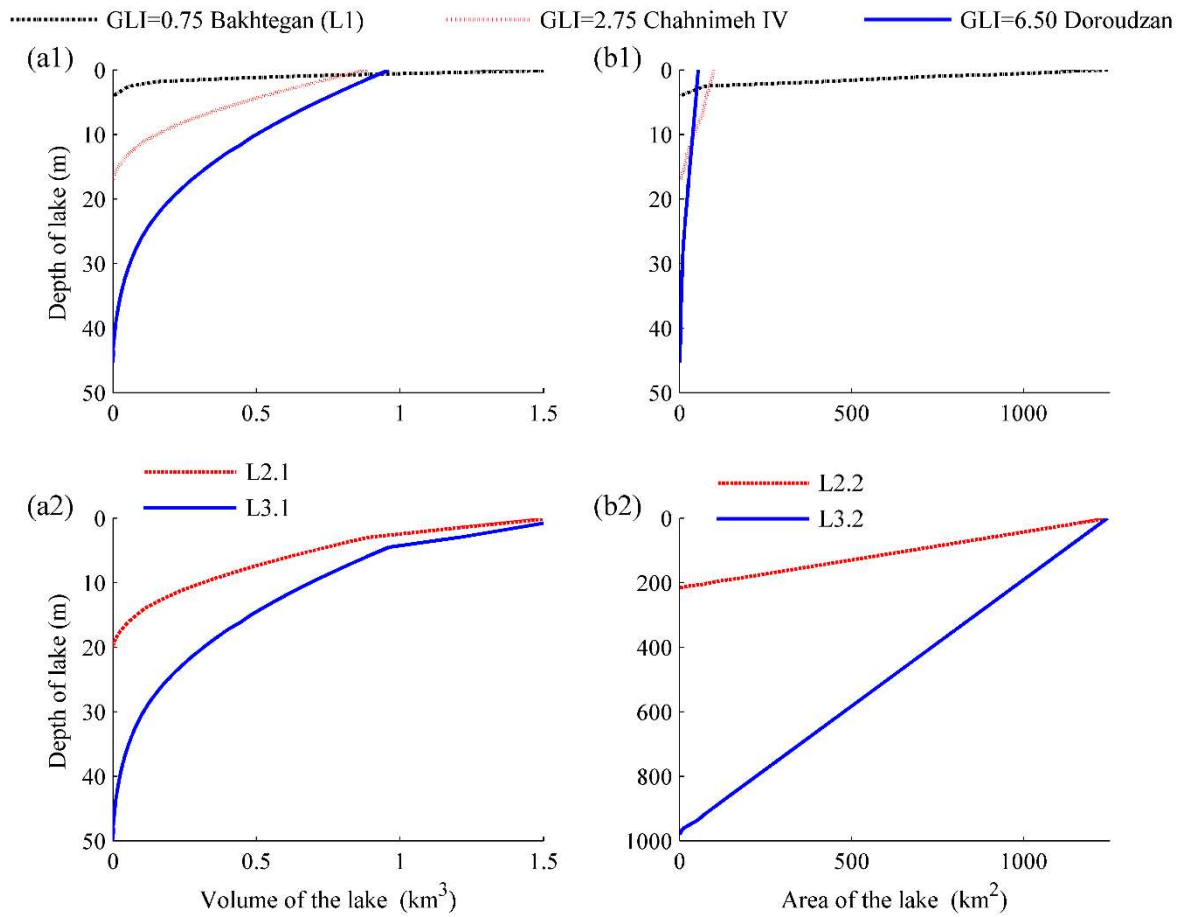 GLI=0.75 Bakhtegan (L1) GLI=2.75 Chahnimeh IV GLI=6.50 Doroudzan
(a1) (b1)
0 0
10 10
20 20
30 30
40 40
50 50
Depth of lake (m)
0 0.5 1 1.5 0 500 1000
L2.1 L2.2
L3.1 L3.2
(a2) (b2)
0 0
10 200
20 400
30 600
40 800
50 1000
Depth of lake (m)
0 0.5 1 1.5 0 500 1000
Volume of the lake (km³) Area of the lake (km²)